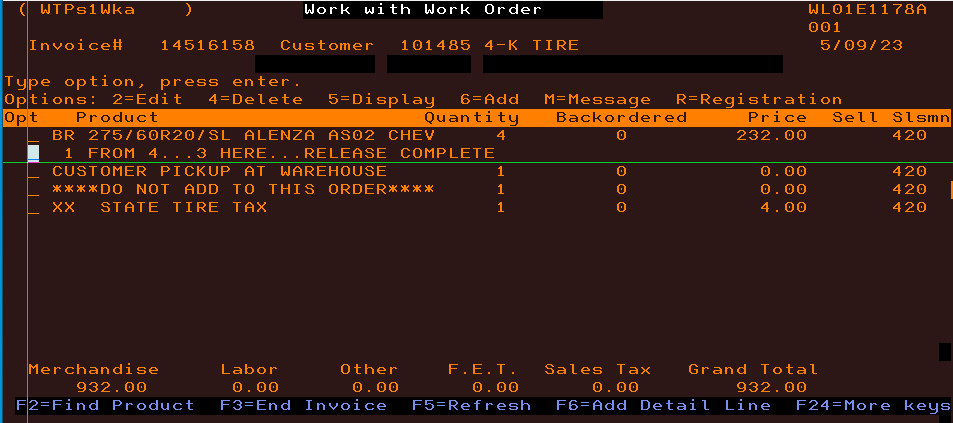 ( WTPs1Wka    )         Work with Work Order                      WL01E1178A
001
Invoice#   14516158  Customer  101485 4-K TIRE                    5/09/23
Type option, press enter.
Options: 2=Edit  4=Delete  5=Display  6=Add  M=Message  R=Registration
Opt   Product                      Quantity   Backordered     Price  Sell Slsmn
_ BR 275/60R20/SL ALENZA AS02 CHEV     4         0       232.00       420
1 FROM 4...3 HERE...RELEASE COMPLETE
_ CUSTOMER PICKUP AT WAREHOUSE         1         0         0.00       420
_ ****DO NOT ADD TO THIS ORDER****     1         0         0.00       420
_ XX  STATE TIRE TAX                   1         0         4.00       420
Merchandise     Labor     Other    F.E.T.  Sales Tax   Grand Total
932.00       0.00      0.00      0.00       0.00       932.00
F2=Find Product  F3=End Invoice  F5=Refresh  F6=Add Detail Line  F24=More keys